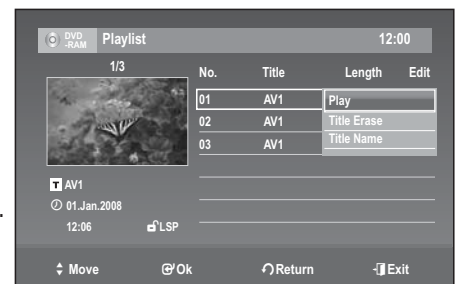 DVD-RAM Playlist 12:00
1/3
No. Title Length Edit
01 AV1 Play
02 AV1 Title Erase
03 AV1 Title Name
T AV1
01.Jan.2008
12:06 LSP
Move Ok Return Exit